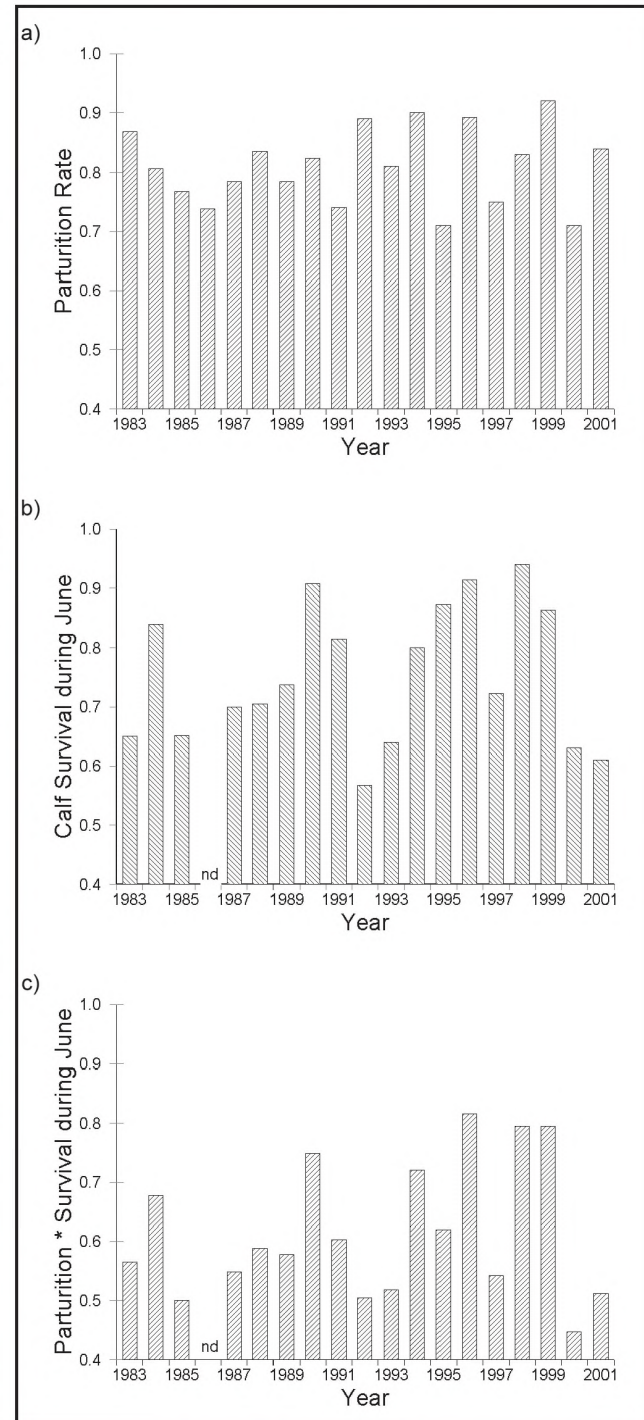 a)
1.0
0.9
0.8
0.7
0.6
0.5
0.4
Parturition Rate
1983 1985 1987 1989 1991 1993 1995 1997 1999 2001
Year
b)
1.0
0.9
0.8
0.7
0.6
0.5
0.4
Calf Survival during June
nd
1983 1985 1987 1989 1991 1993 1995 1997 1999 2001
Year
c)
1.0
0.9
0.8
0.7
0.6
0.5
0.4
Parturition * Survival during June
nd
1983 1985 1987 1989 1991 1993 1995 1997 1999 2001
Year